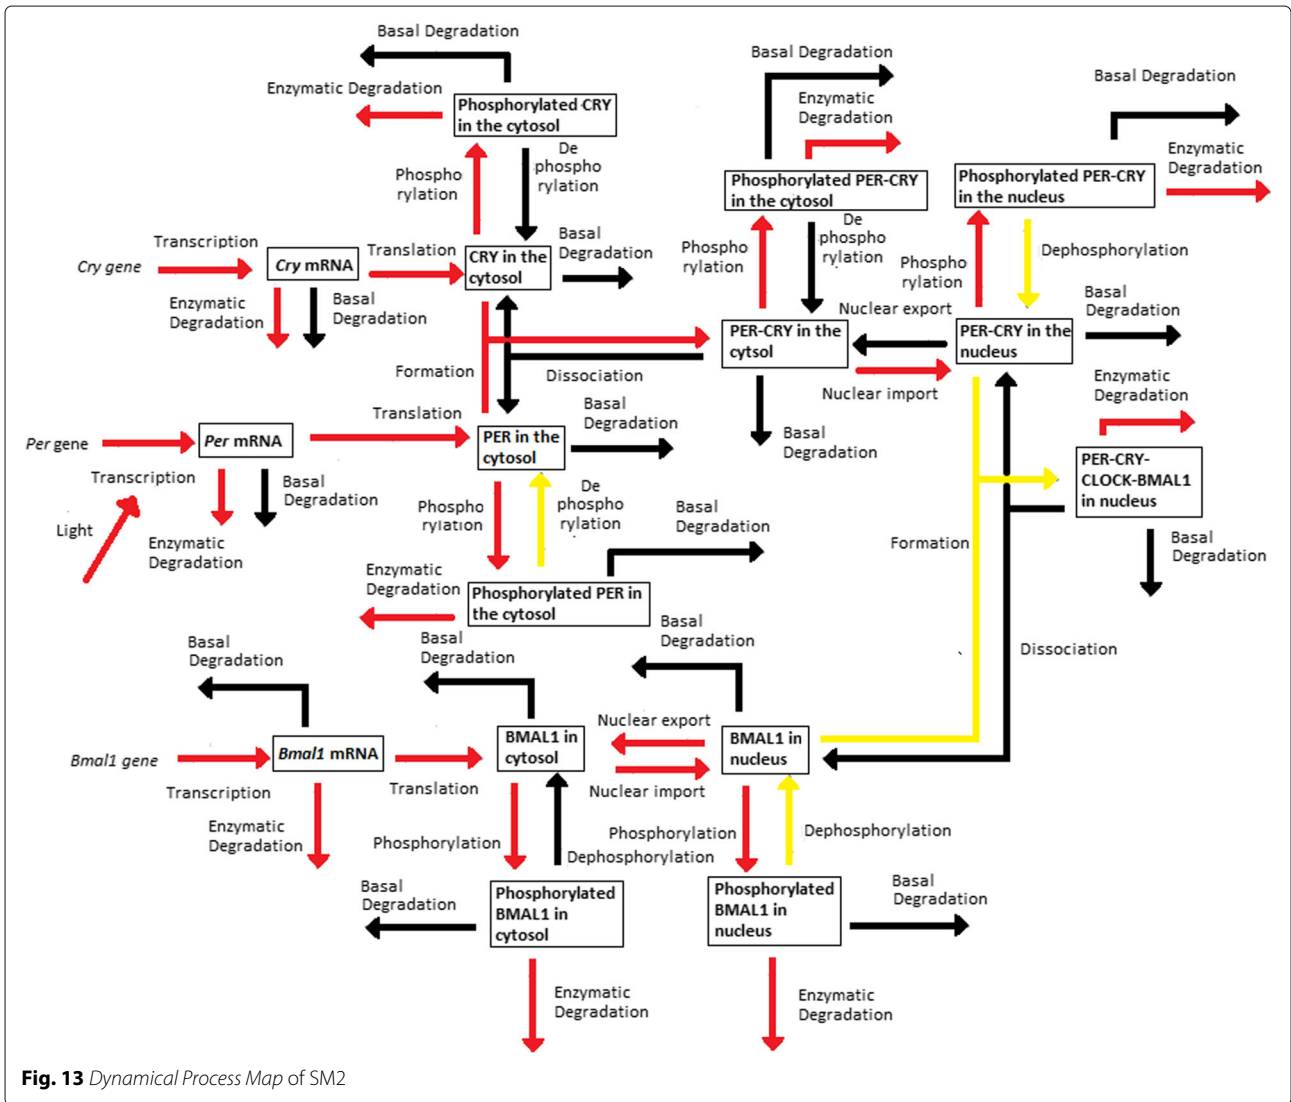 Basal Degradation
Enzymatic Degradation
Phosphorylated CRY
in the cytosol
Phospho
rylation
De
phospho
rylation
Transcription
Cry gene
Cry mRNA
Translation
CRY in the
cytosol
Basal
Degradation
Enzymatic
Degradation
Basal
Degradation
Formation
Dissociation
Basal Degradation
Enzymatic
Degradation
Phosphorylated PER-CRY
in the cytosol
Phospho
rylation
De
phospho
rylation
Nuclear export
PER-CRY in the
cytsol
Nuclear import
Basal
Degradation
Basal Degradation
Enzymatic
Degradation
Phosphorylated PER-CRY
in the nucleus
Phospho
rylation
Dephosphorylation
PER-CRY in the
nucleus
Basal
Degradation
Enzymatic
Degradation
PER-CRY-
CLOCK-BMAL1
in nucleus
Basal
Degradation
Formation
Dissociation
Per gene
Per mRNA
Translation
PER in the
cytosol
Basal
Degradation
Transcription
Light
Enzymatic
Degradation
Basal
Degradation
Phospho
rylation
De
phospho
rylation
Basal
Degradation
Enzymatic
Degradation
Phosphorylated PER in
the cytosol
Basal
Degradation
Basal
Degradation
Basal
Degradation
Bmal1 gene
Transcription
Bmal1 mRNA
Translation
BMAL1 in
cytosol
Nuclear export
Nuclear import
BMAL1 in
nucleus
Enzymatic
Degradation
Phosphorylation
Dephosphorylation
Phosphorylation
Dephosphorylation
Basal
Degradation
Phosphorylated
BMAL1 in
cytosol
Phosphorylated
BMAL1 in
nucleus
Basal
Degradation
Enzymatic
Degradation
Enzymatic
Degradation
Fig. 13 Dynamical Process Map of SM2